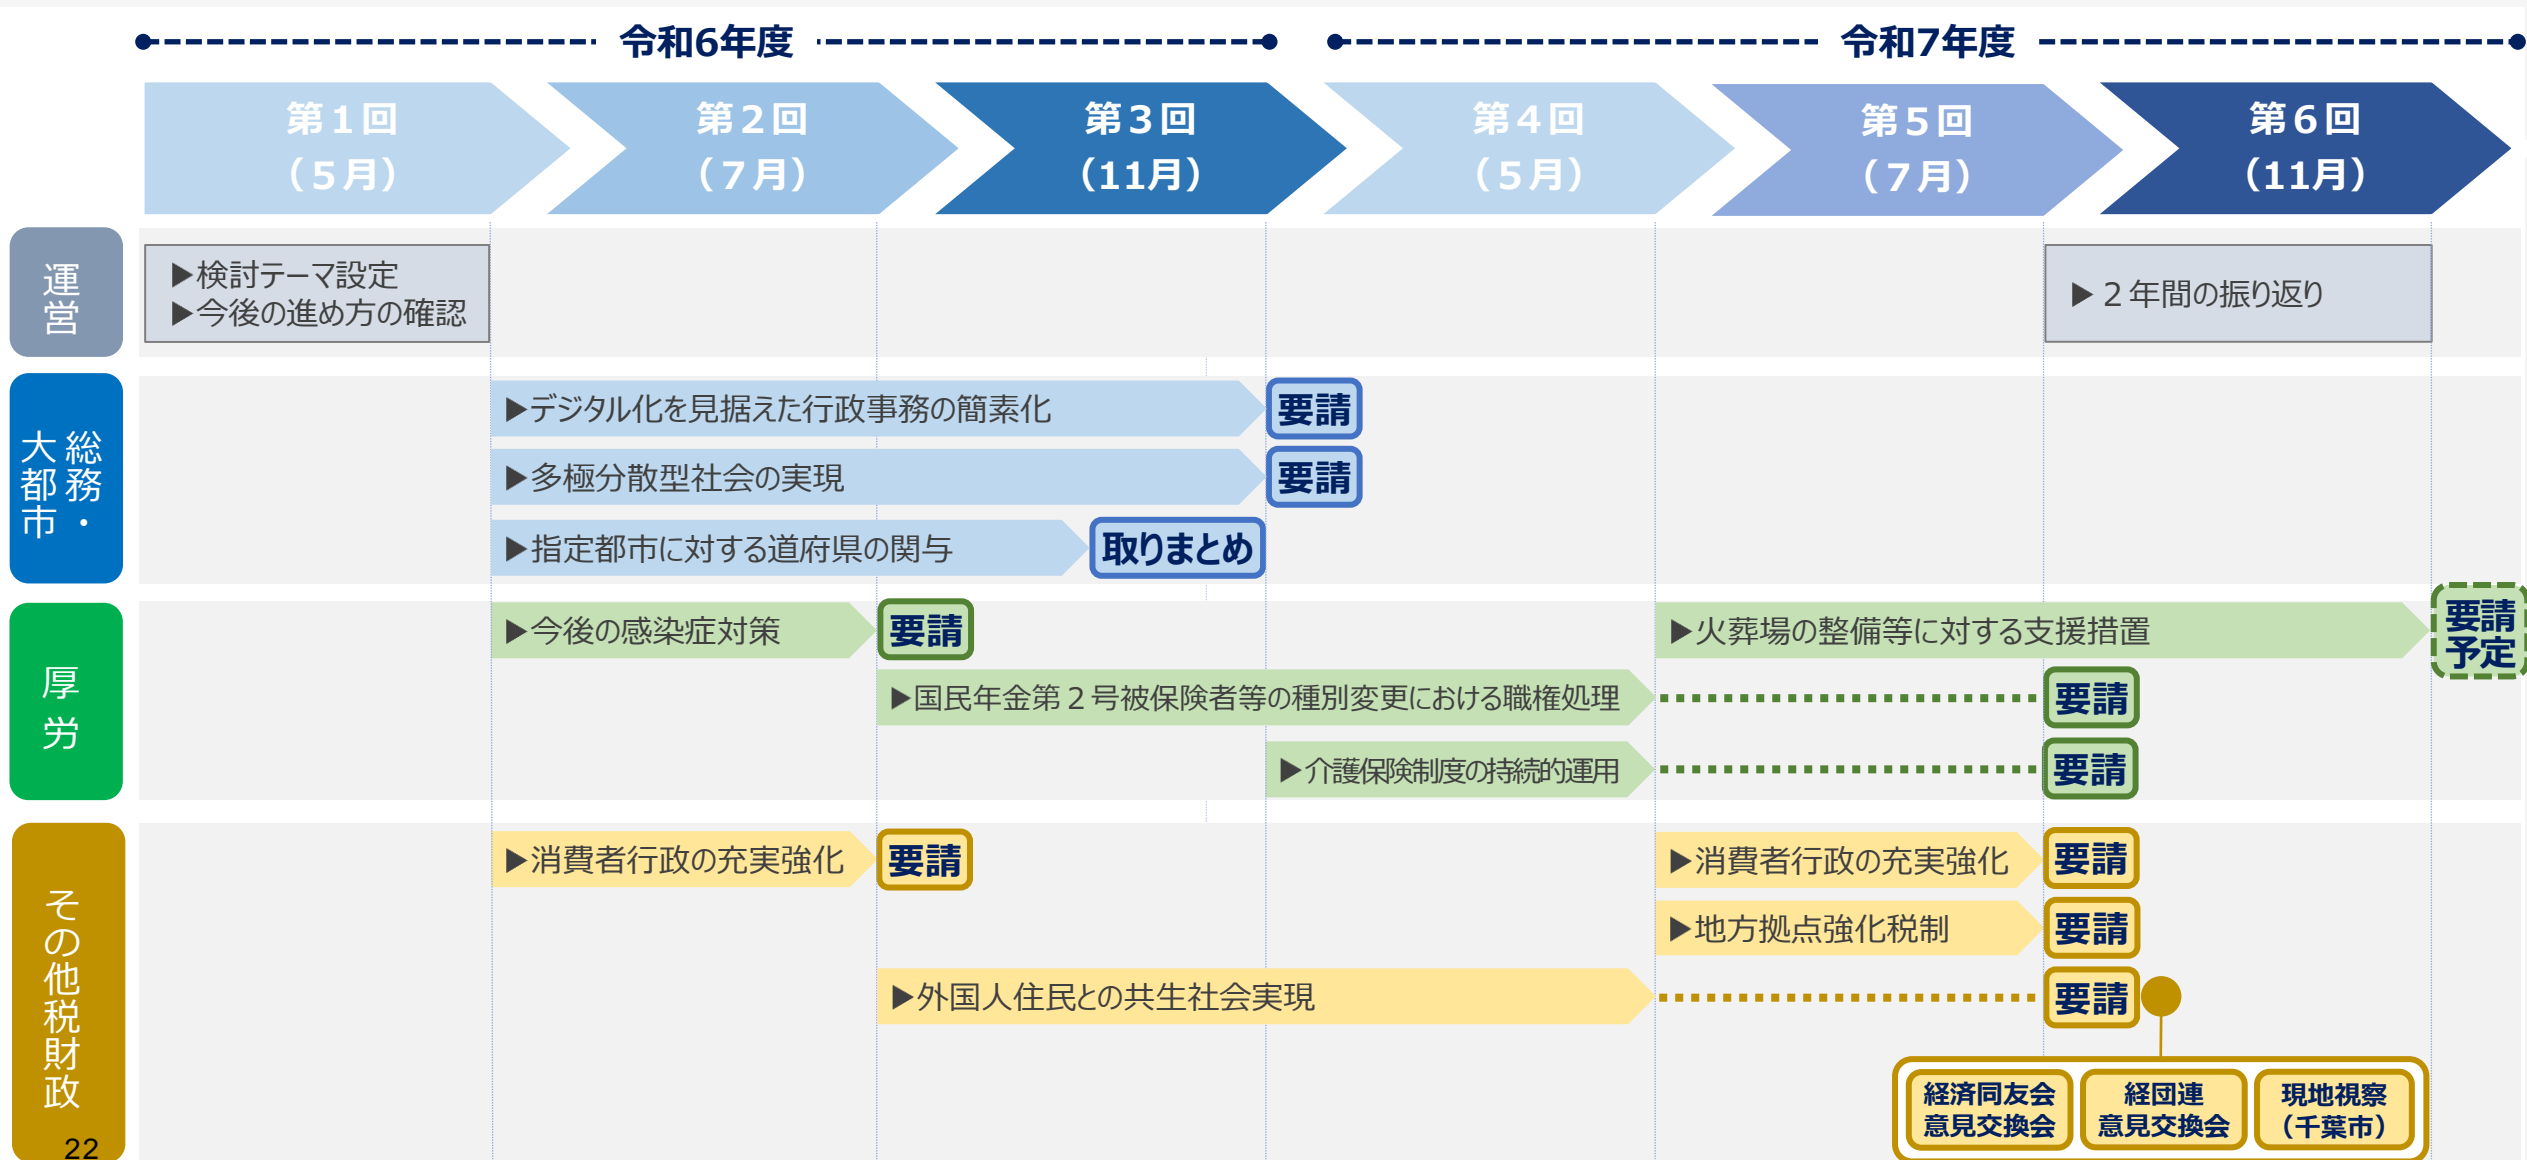 令和6年度
令和7年度
第１回
（５月）
第２回
（７月）
第３回
（11月）
第４回
（５月）
第５回
（７月）
第６回
（11月）
運営
▶検討テーマ設定
▶今後の進め方の確認
▶２年間の振り返り
総務・
大都市
▶デジタル化を見据えた行政事務の簡素化
要請
▶多極分散型社会の実現
要請
▶指定都市に対する道府県の関与
取りまとめ
厚労
▶今後の感染症対策
要請
▶火葬場の整備等に対する支援措置
要請
予定
▶国民年金第２号被保険者等の種別変更における職権処理
要請
▶介護保険制度の持続的運用
要請
その他税財政
▶消費者行政の充実強化
要請
▶消費者行政の充実強化
要請
▶地方拠点強化税制
要請
▶外国人住民との共生社会実現
要請
経済同友会
意見交換会
経団連
意見交換会
現地視察
（千葉市）
22